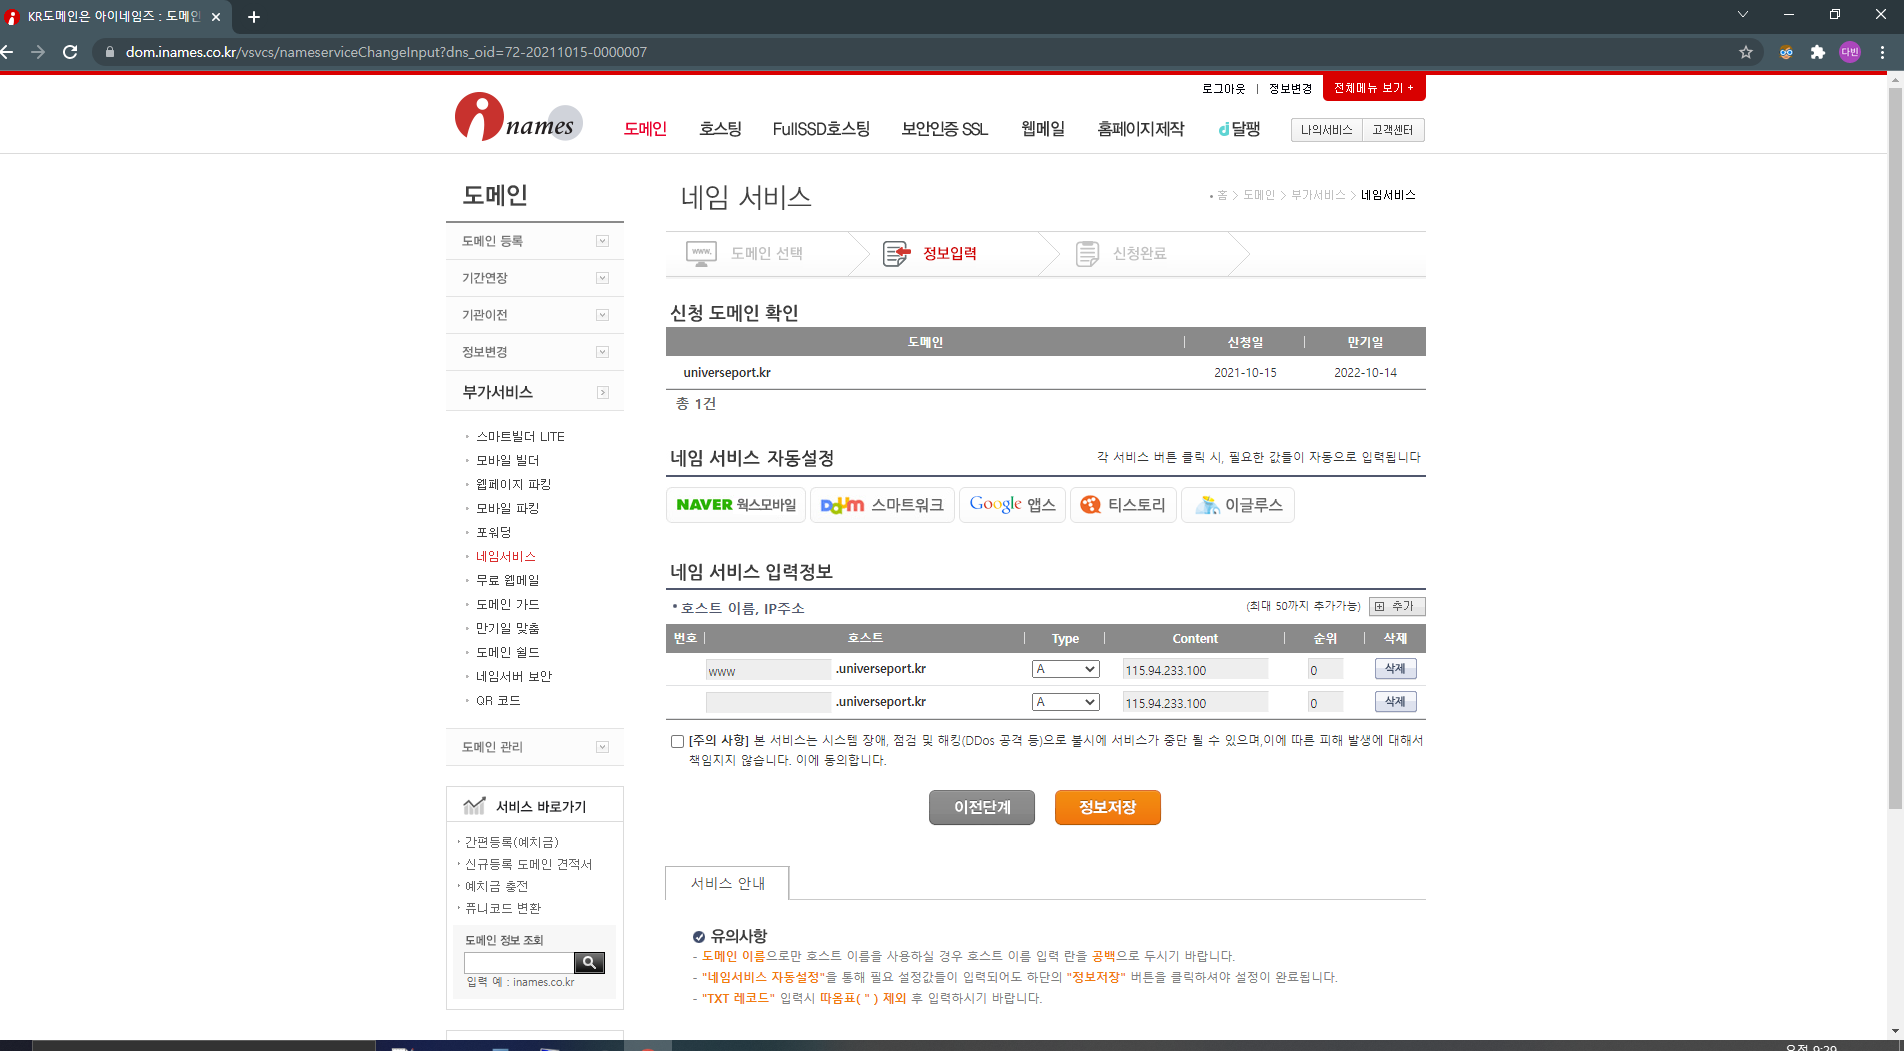 KR도메인은 아이네임즈 : 도메인
dom.inames.co.kr/vsvcs/nameserviceChangeInput?dns_oid=72-20211015-0000007
다빈
로그아웃 | 정보변경 전체메뉴 보기 +
inames
도메인 호스팅 FullSSD호스팅 보안인증 SSL 웹메일 홈페이지제작 d달팽 나의서비스 고객센터
도메인
도메인 등록
기간연장
기관이전
정보변경
부가서비스
스마트빌더 LITE
모바일 빌더
웹페이지 파킹
모바일 파킹
포워딩
네임서비스
무료 웹메일
도메인 가드
만기일 맞춤
도메인 쉴드
네임서버 보안
QR 코드
도메인 관리
서비스 바로가기
간편등록(예치금)
신규등록 도메인 견적서
예치금 충전
퓨니코드 변환
도메인 정보 조회
입력 예 : inames.co.kr
네임 서비스
• 홈 > 도메인 > 부가서비스 > 네임서비스
www. 도메인 선택 정보입력 신청완료
신청 도메인 확인
도메인 | 신청일 | 만기일
universeport.kr 2021-10-15 2022-10-14
총 1건
네임 서비스 자동설정 각 서비스 버튼 클릭 시, 필요한 값들이 자동으로 입력됩니다
NAVER 웍스모바일 Daum 스마트워크 Google 앱스 티스토리 이글루스
네임 서비스 입력정보
• 호스트 이름, IP주소 (최대 50까지 추가가능) 추가
번호 | 호스트 | Type | Content | 순위 | 삭제
www .universeport.kr A 115.94.233.100 0 삭제
.universeport.kr A 115.94.233.100 0 삭제
[주의 사항] 본 서비스는 시스템 장애, 점검 및 해킹(DDos 공격 등)으로 불시에 서비스가 중단 될 수 있으며,이에 따른 피해 발생에 대해서
책임지지 않습니다. 이에 동의합니다.
이전단계 정보저장
서비스 안내
유의사항
- 도메인 이름으로만 호스트 이름을 사용하실 경우 호스트 이름 입력 란을 공백으로 두시기 바랍니다.
- "네임서비스 자동설정"을 통해 필요 설정값들이 입력되어도 하단의 "정보저장" 버튼을 클릭하셔야 설정이 완료됩니다.
- "TXT 레코드" 입력시 따옴표( " ) 제외 후 입력하시기 바랍니다.